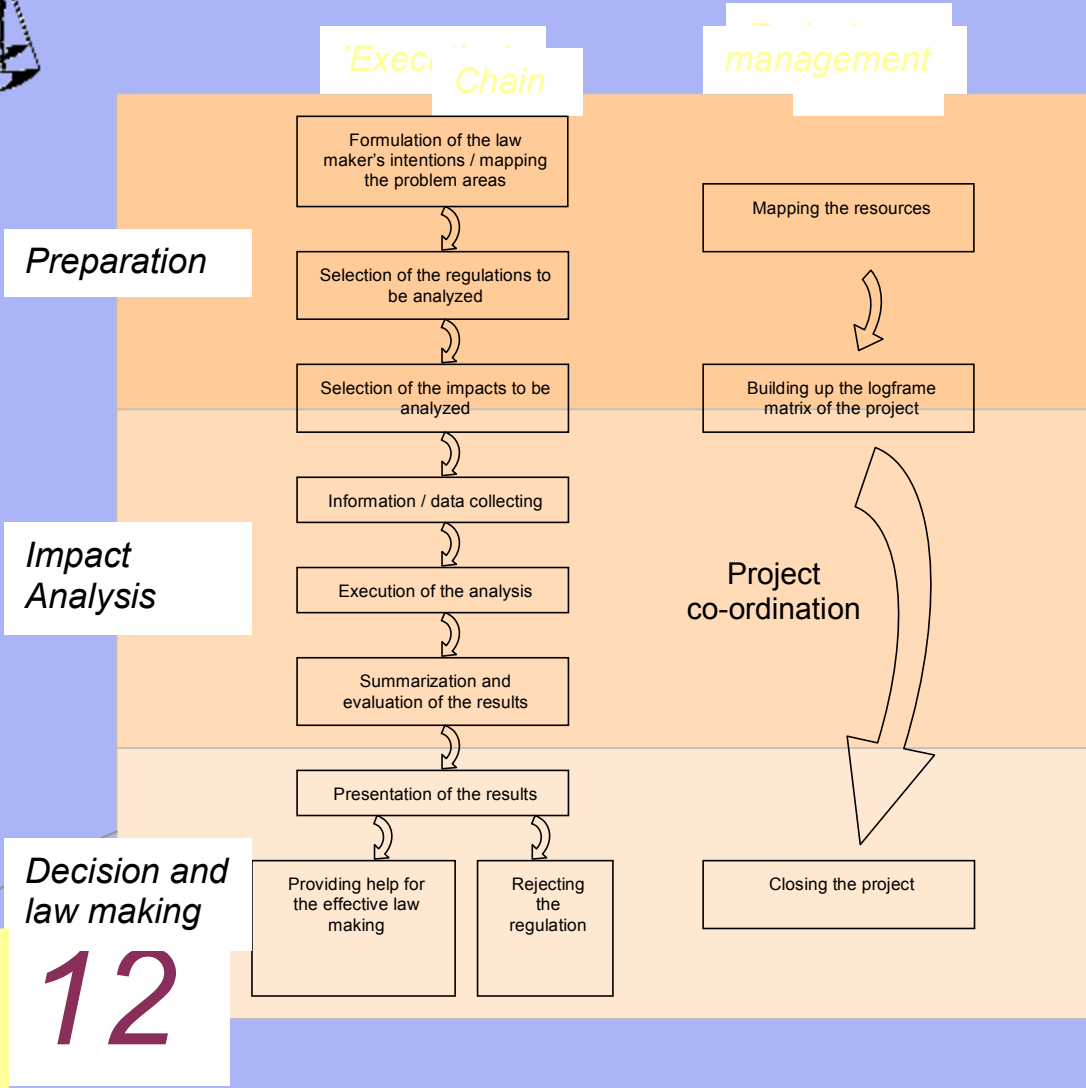 Chain
management
Formulation of the law
maker's intentions / mapping
the problem areas
Mapping the resources
Preparation
Selection of the regulations to
be analyzed
Selection of the impacts to be
analyzed
Building up the logframe
matrix of the project
Information / data collecting
Impact
Analysis
Execution of the analysis
Project
co-ordination
Summarization and
evaluation of the results
Presentation of the results
Decision and
law making
Providing help for
the effective law
making
Rejecting
the
regulation
Closing the project
12